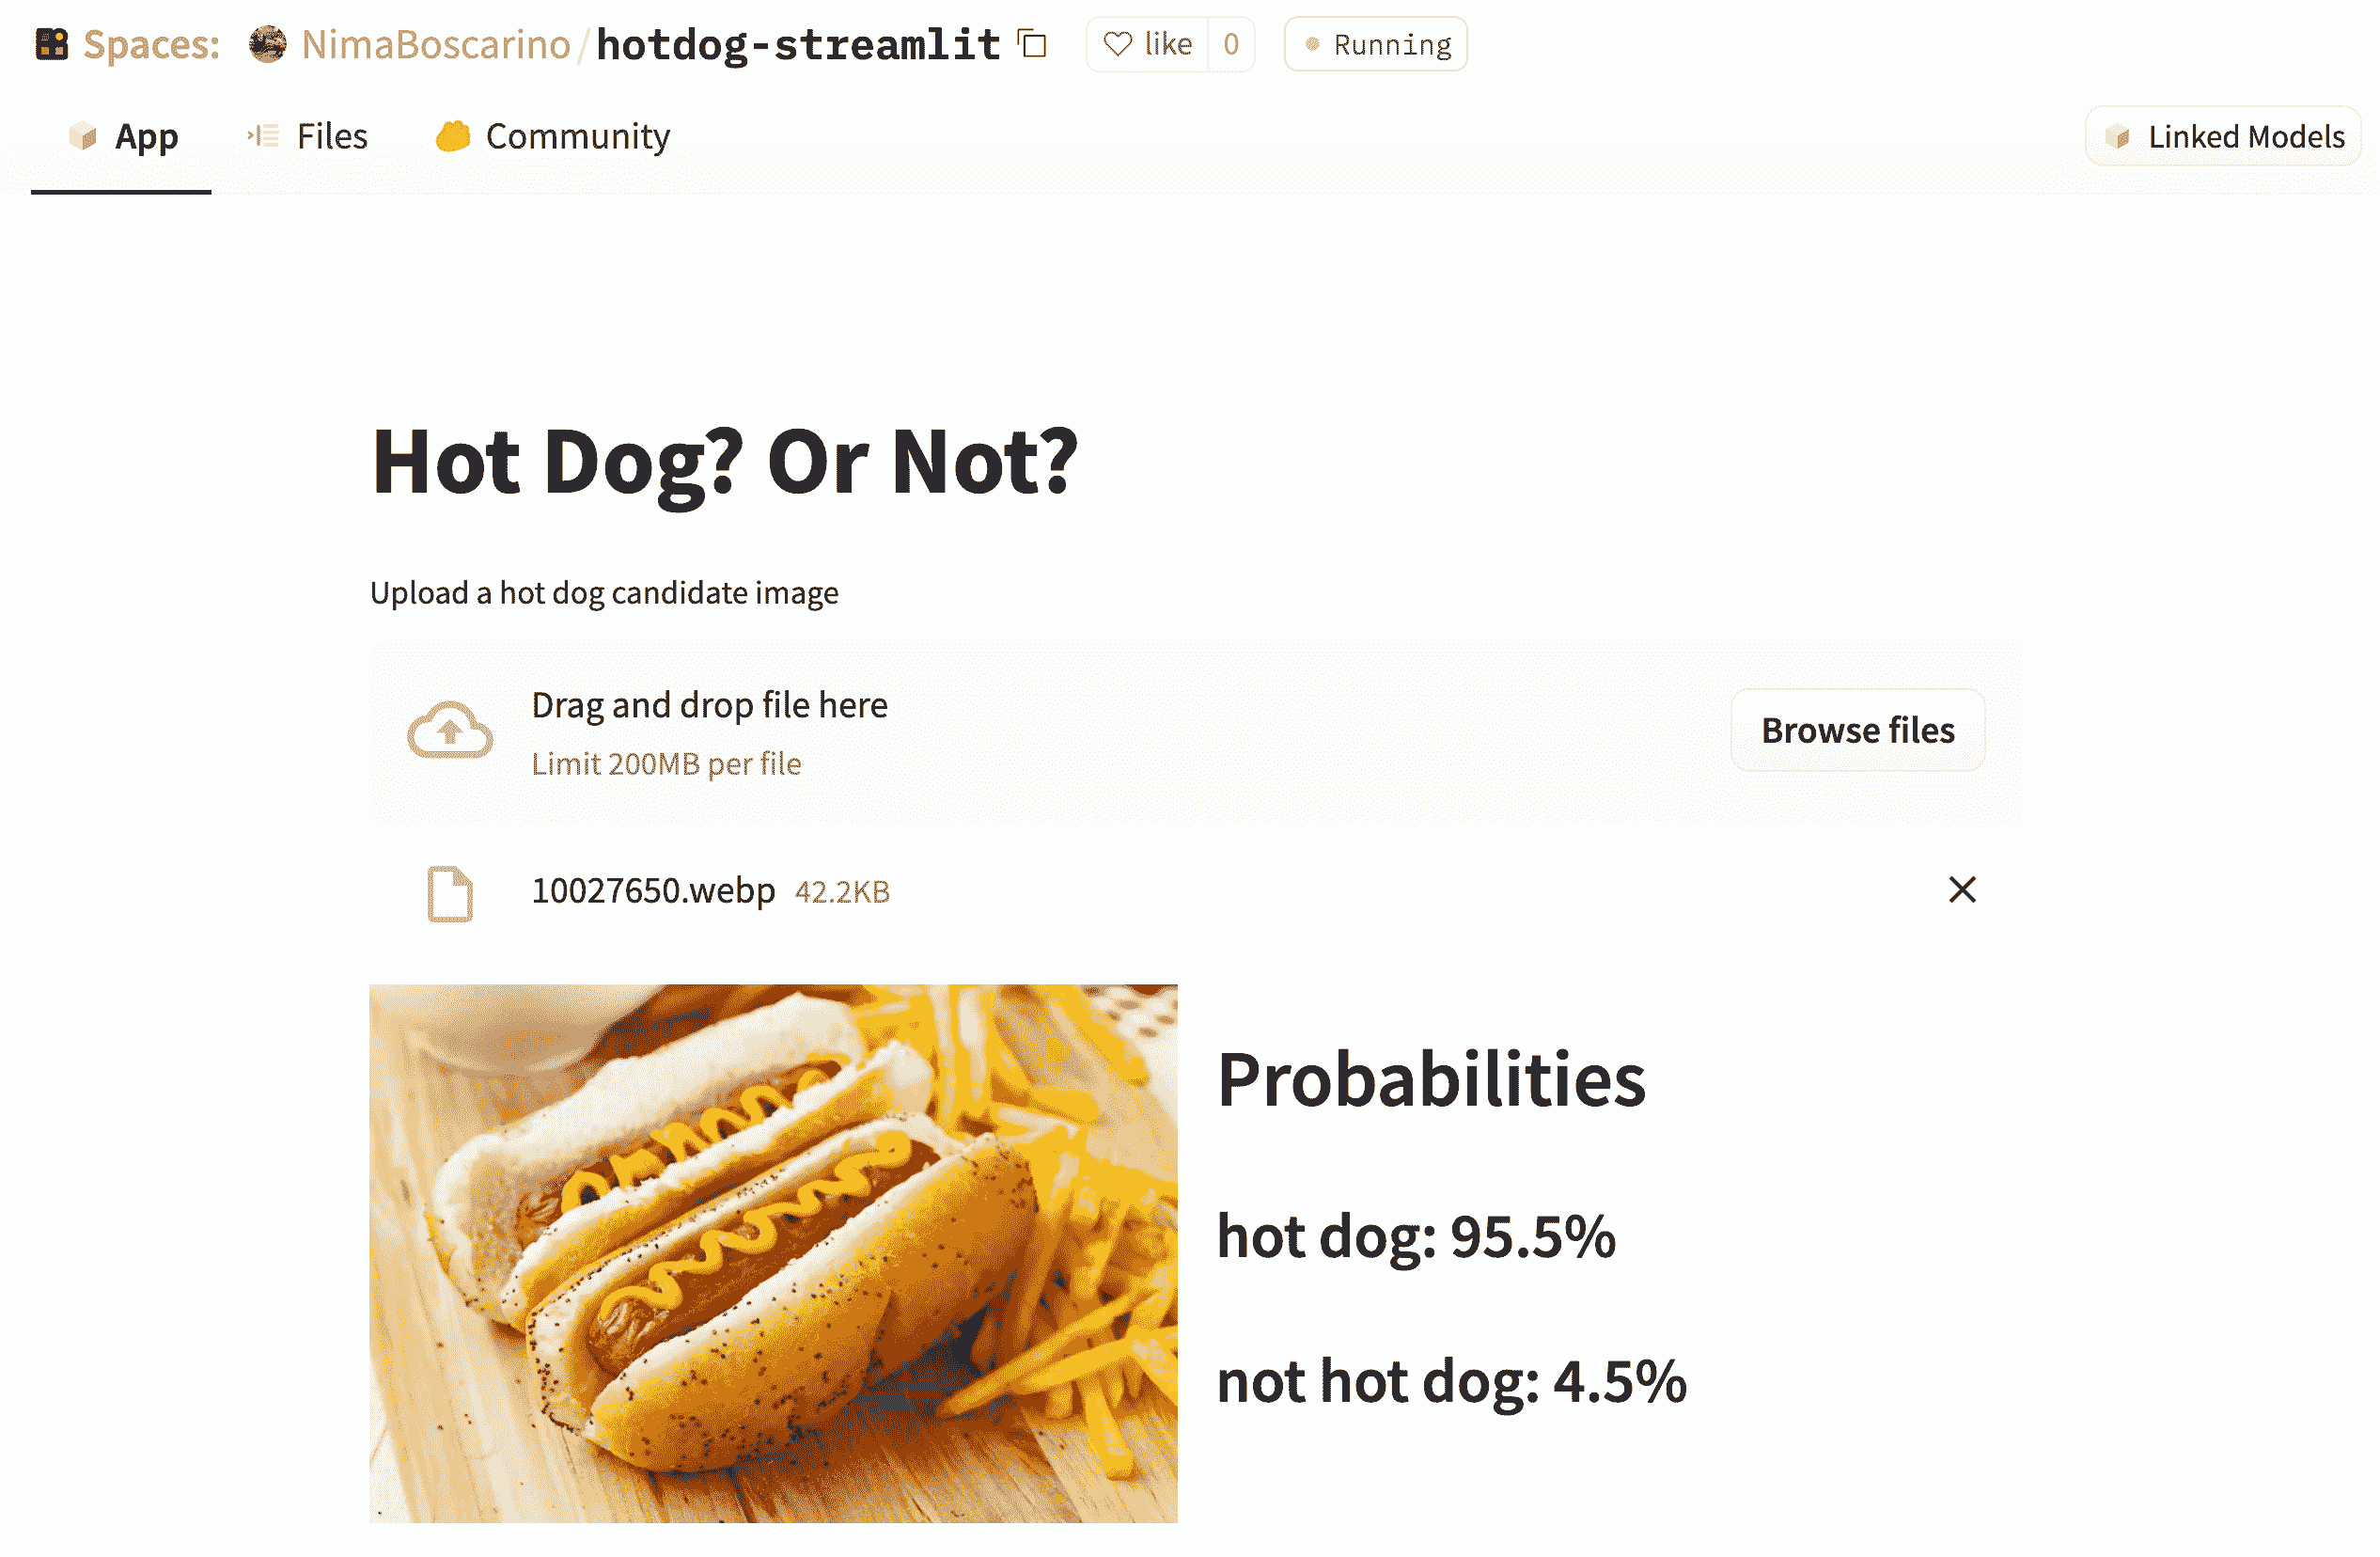 Spaces: NimaBoscarino/hotdog-streamlit like 0 Running
App Files Community Linked Models
Hot Dog? Or Not?
Upload a hot dog candidate image
Drag and drop file here
Limit 200MB per file
Browse files
10027650.webp 42.2KB
Probabilities
hot dog: 95.5%
not hot dog: 4.5%